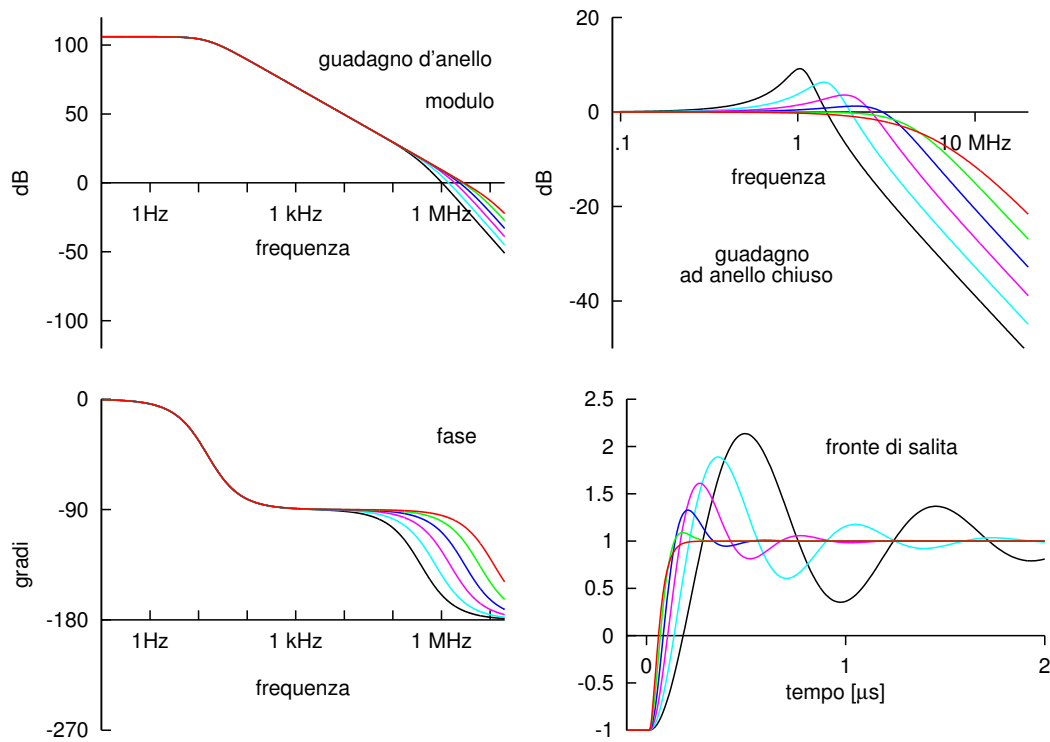 100
50
0
-50
-100
dB
1Hz
1 kHz
1 MHz
frequenza
guadagno d'anello
modulo
20
0
-20
-40
dB
.1
1
10 MHz
frequenza
guadagno
ad anello chiuso
0
-90
-180
-270
gradi
1Hz
1 kHz
1 MHz
frequenza
fase
2.5
2
1.5
1
0.5
0
-0.5
-1
0
1
2
tempo [μs]
fronte di salita